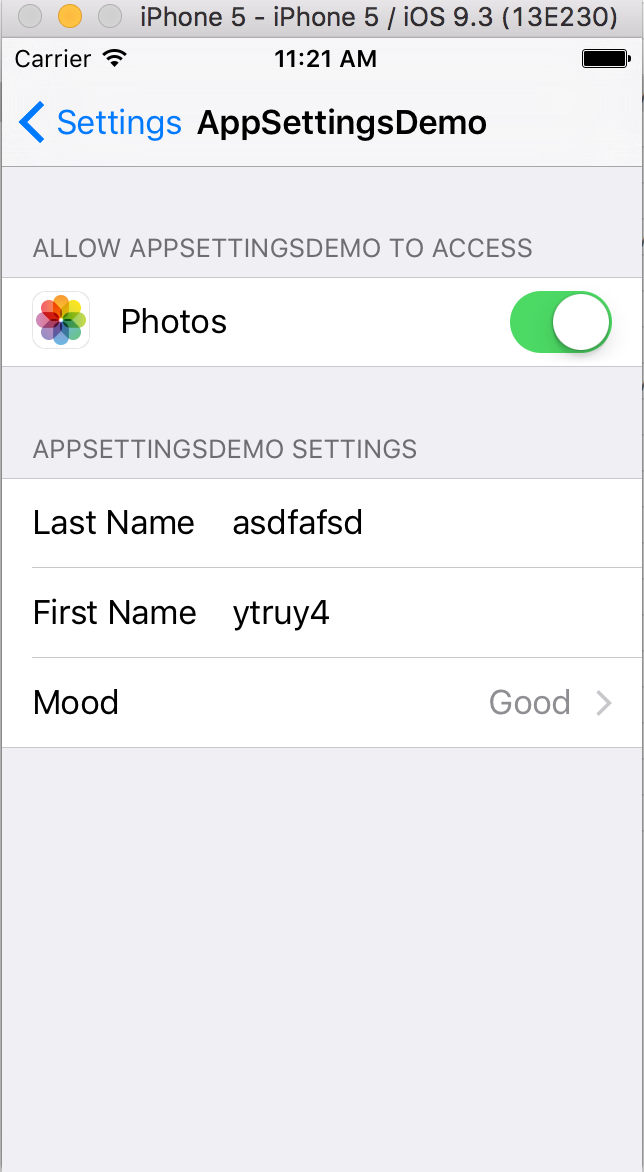 iPhone 5 - iPhone 5 / iOS 9.3 (13E230)
Carrier 11:21 AM
Settings AppSettingsDemo
ALLOW APPSETTINGSDEMO TO ACCESS
Photos
APPSETTINGSDEMO SETTINGS
Last Name asdfafsd
First Name ytruy4
Mood Good